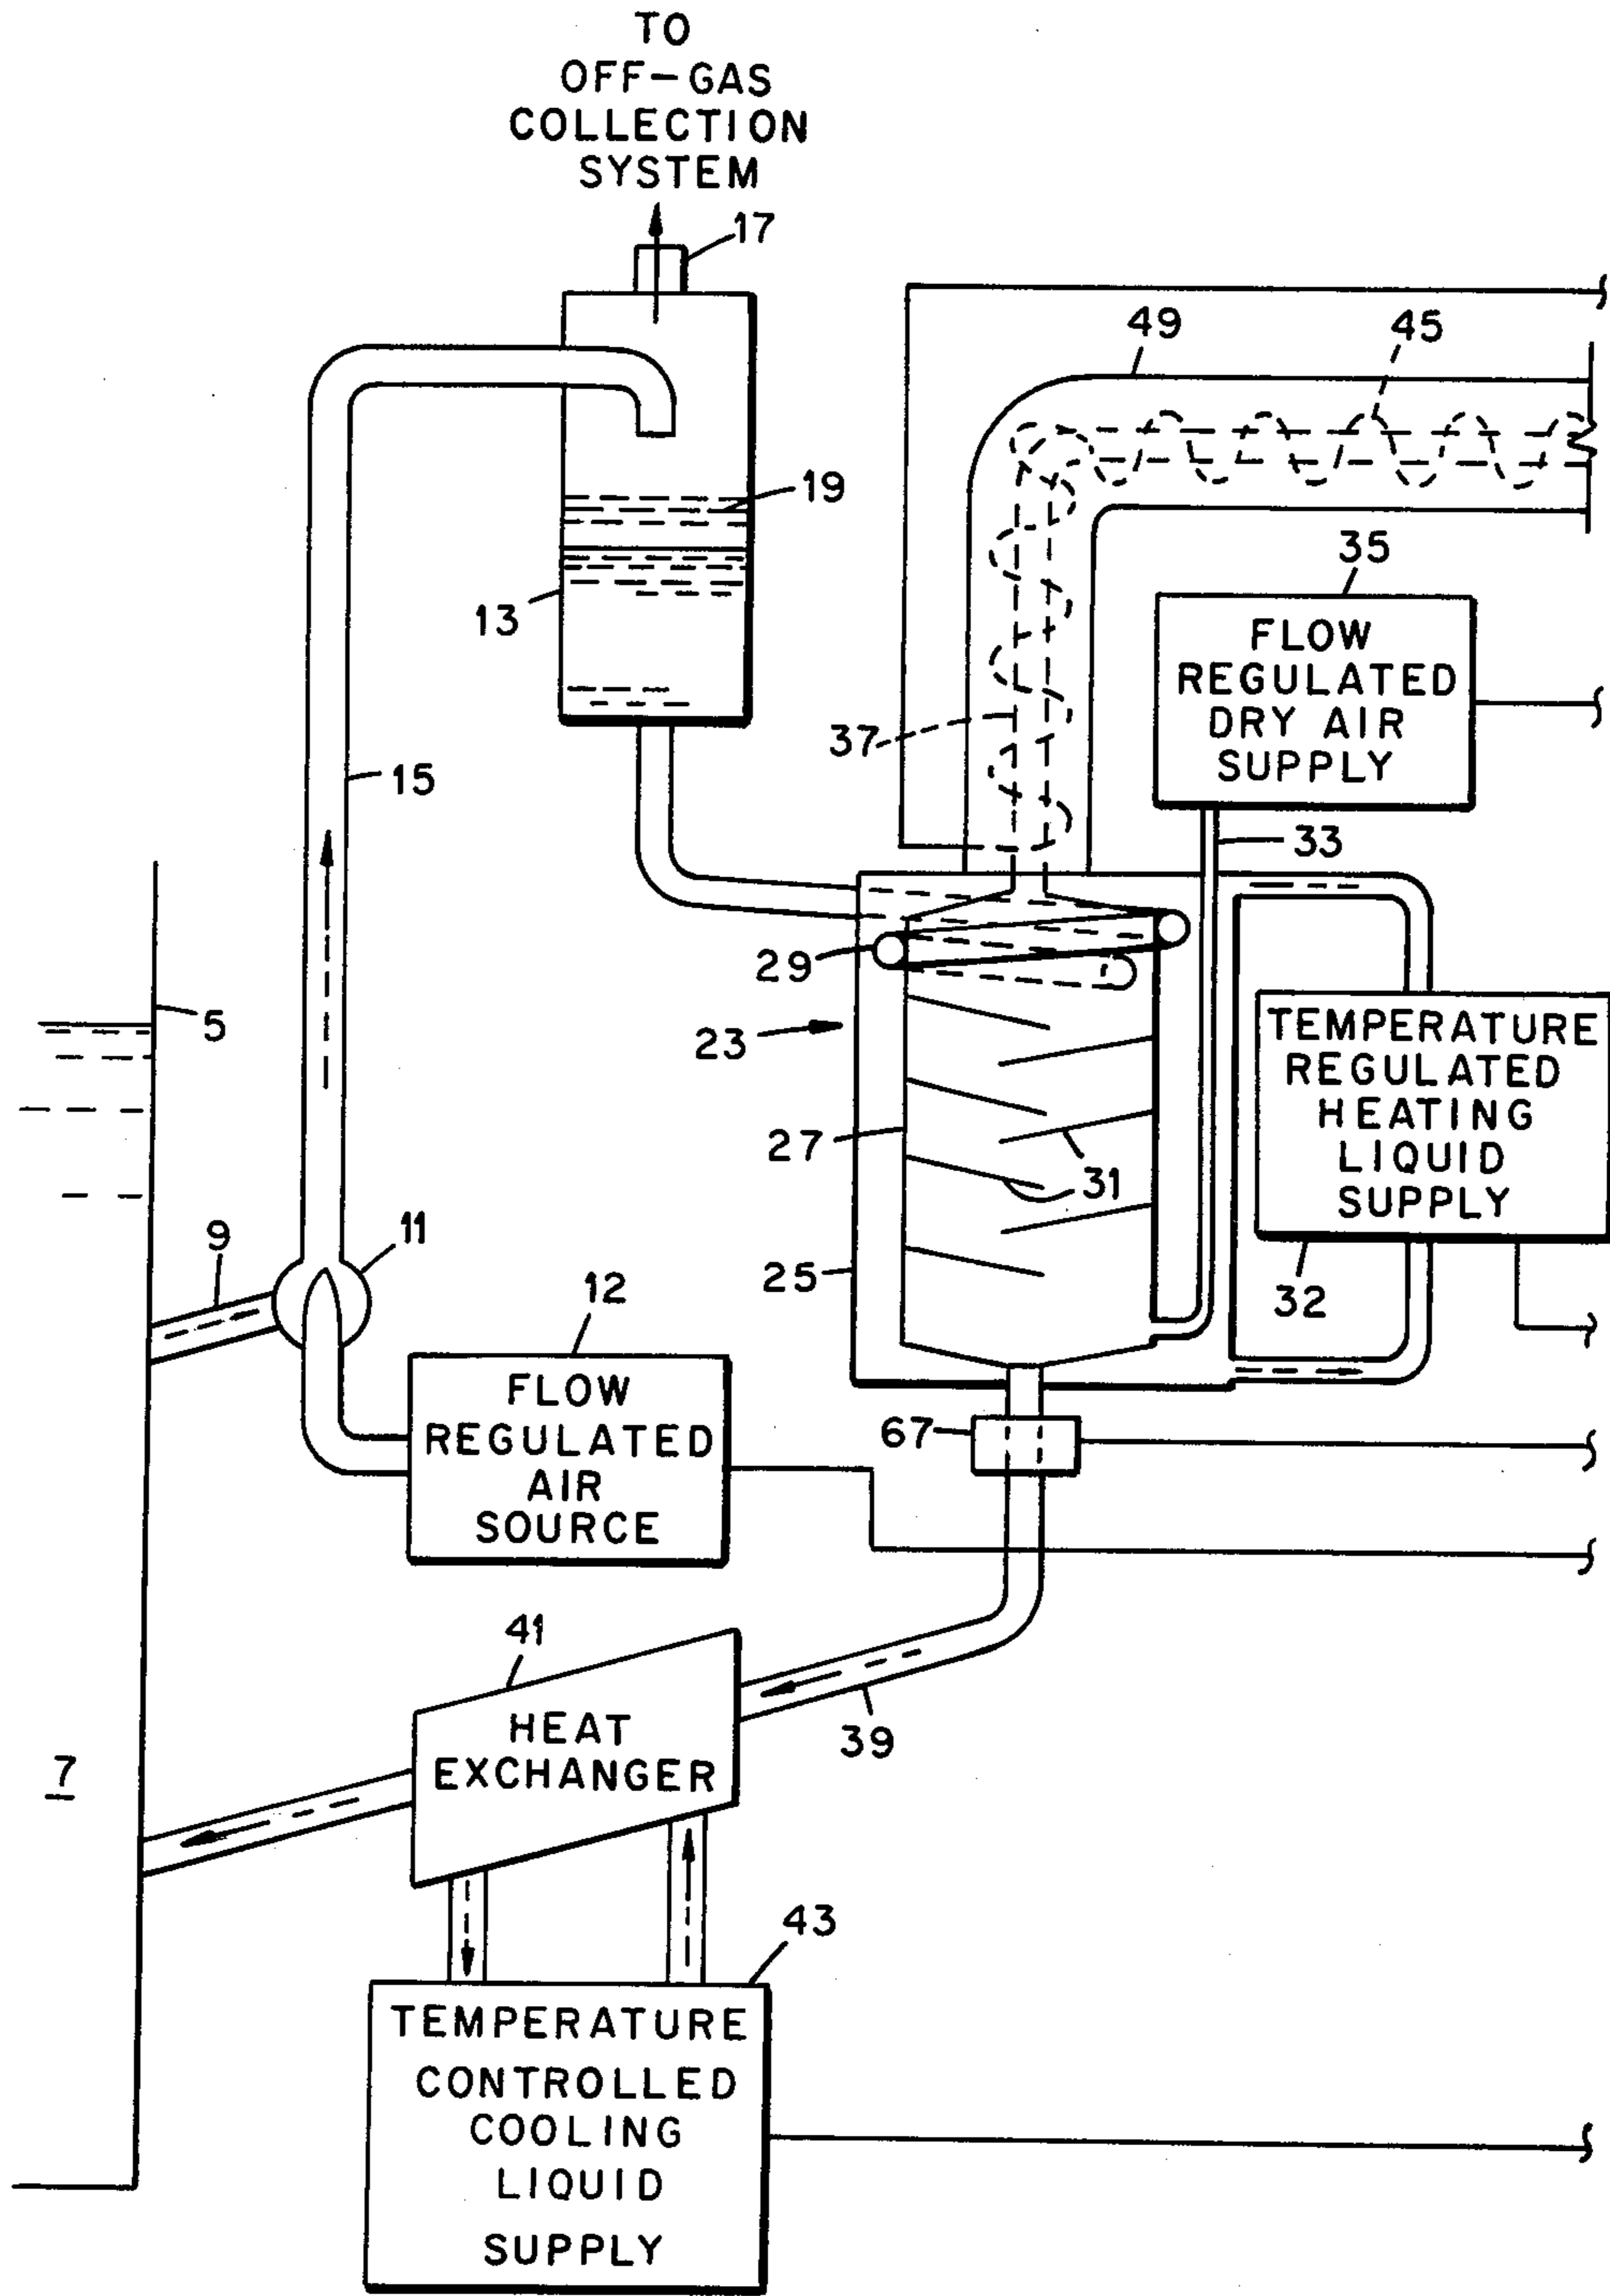 TO
OFF-GAS
COLLECTION
SYSTEM
17
49
45
19
35
13
FLOW
REGULATED
DRY AIR
SUPPLY
37
15
33
29
5
23
TEMPERATURE
REGULATED
HEATING
LIQUID
SUPPLY
27
31
9
11
25
12
32
FLOW
REGULATED
AIR
SOURCE
67
41
HEAT
EXCHANGER
39
7
43
TEMPERATURE
CONTROLLED
COOLING
LIQUID
SUPPLY